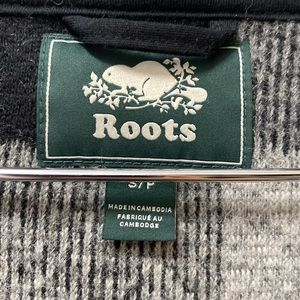 Roots
S/P
MADE IN CAMBODIA
FABRIQUÉ AU
CAMBODGE